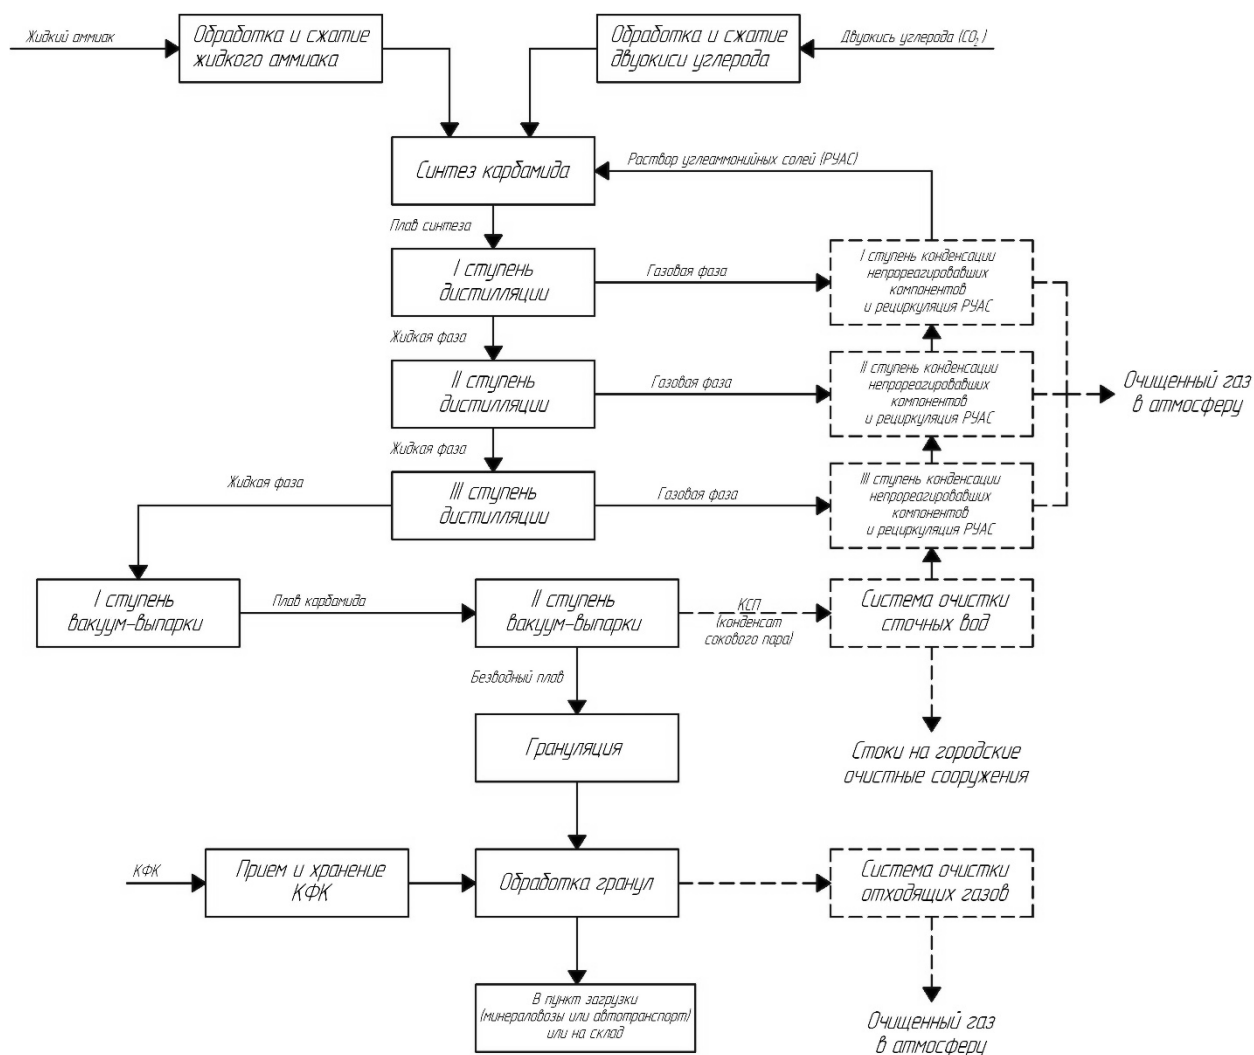 Жидкий аммиак
Обработка и сжатие
жидкого аммиака
Обработка и сжатие
двуокиси углерода
Двуокись углерода (CO₂)
Синтез карбамида
Раствор углеаммонийных солей (РУАС)
Плав синтеза
I ступень
дистилляции
Газовая фаза
I ступень конденсации
непрореагировавших
компонентов
и рециркуляция РУАС
Жидкая фаза
II ступень
дистилляции
Газовая фаза
II ступень конденсации
непрореагировавших
компонентов
и рециркуляция РУАС
Очищенный газ
в атмосферу
Жидкая фаза
Жидкая фаза
III ступень
дистилляции
Газовая фаза
III ступень конденсации
непрореагировавших
компонентов
и рециркуляция РУАС
I ступень
вакуум-выпарки
Плав карбамида
II ступень
вакуум-выпарки
КСП
(конденсат
сокового пара)
Система очистки
сточных вод
Безводный плав
Грануляция
Стоки на городские
очистные сооружения
КФК
Прием и хранение
КФК
Обработка гранул
Система очистки
отходящих газов
В пункт загрузки
(минераловозы или автотранспорт)
или на склад
Очищенный газ
в атмосферу